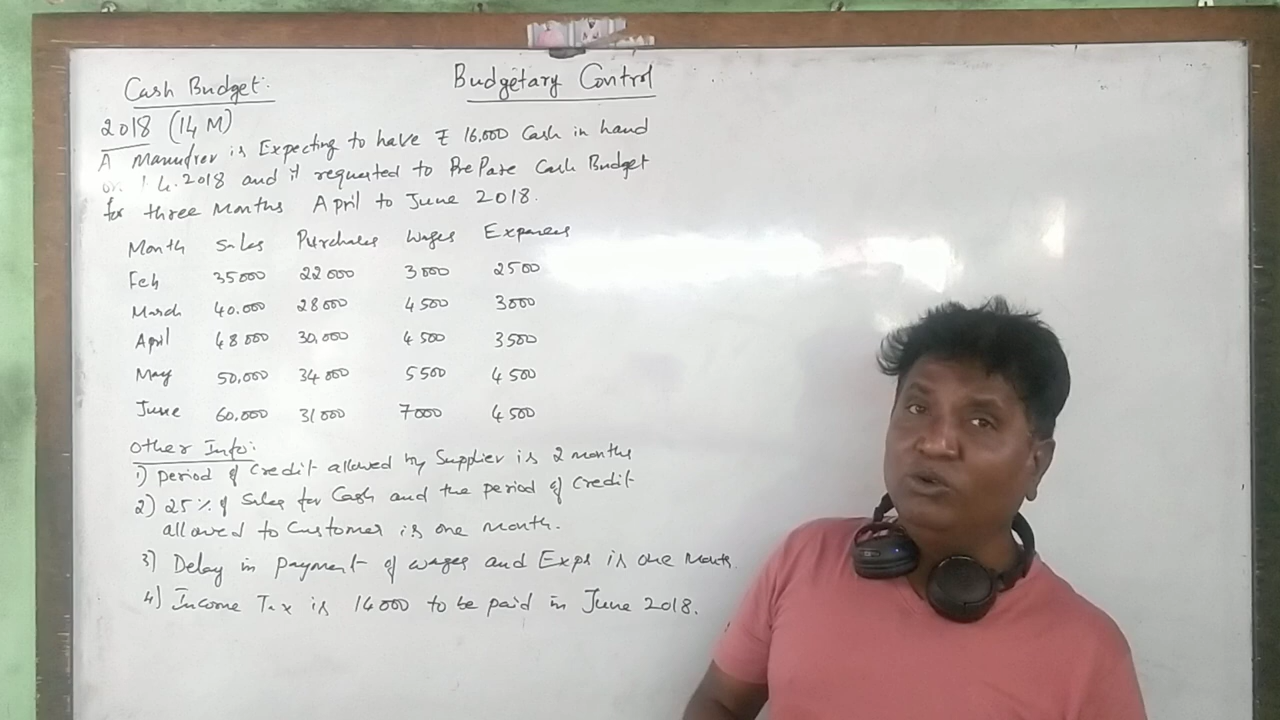 Cash Budget:
Budgetary Control
2018 (14 M)
A is Expecting to have ₹ 16,000 Cash in hand
on 1.4.2018 and it requested to PrePare Cash Budget
for three Months April to June 2018.
Month Sales Purchases Wages Expenses
Feb 35000 22000 3000 2500
March 40.000 28000 4500 3000
April 48000 30,000 4500 3500
May 50,000 34000 5500 4500
June 60.000 31000 7000 4500
Other Info:
1) Period of Credit allowed by Supplier is 2 months
2) 25% of Sales for Cash and the period of Credit
allowed to Customer is one month.
3) Delay in payment of wages and Exps is one Month.
4) Income Tax is 14000 to be paid in June 2018.